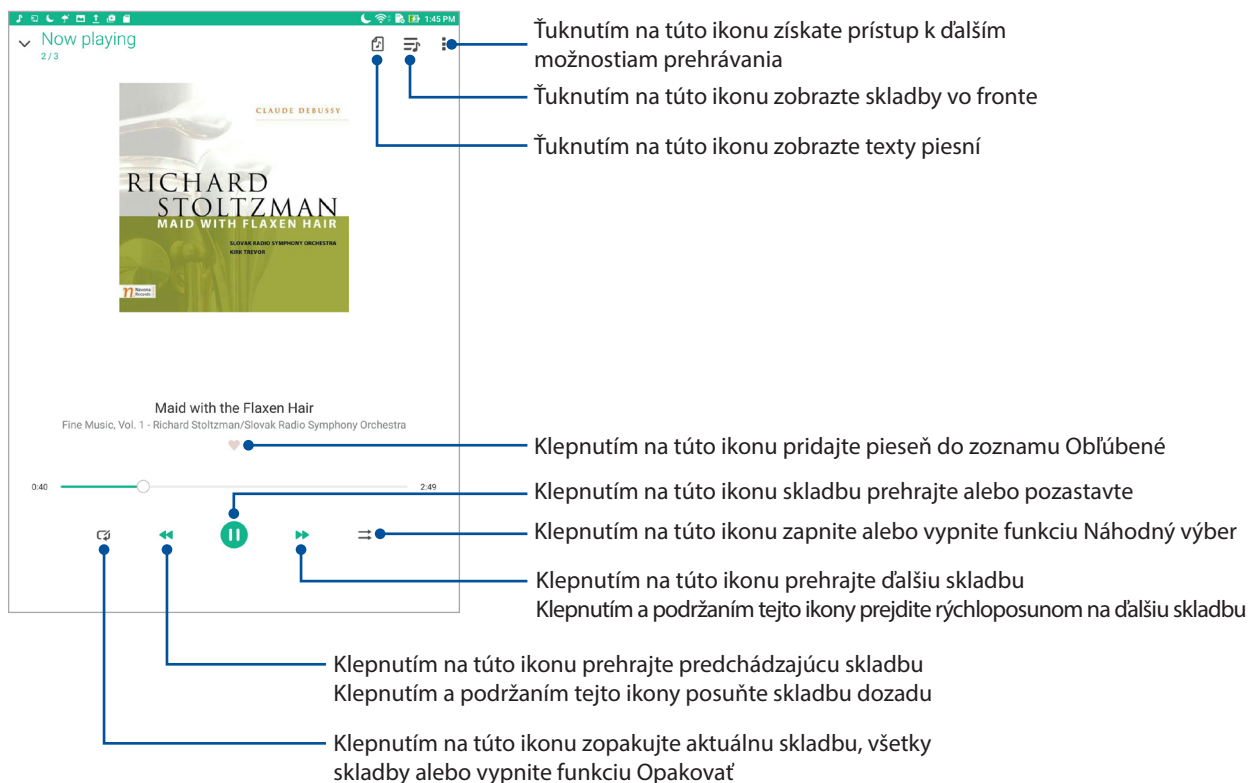 1:45 PM
Now playing
2 / 3
Ťuknutím na túto ikonu získate prístup k ďalším
možnostiam prehrávania
Ťuknutím na túto ikonu zobrazte skladby vo fronte
Ťuknutím na túto ikonu zobrazte texty piesní
CLAUDE DEBUSSY
RICHARD
STOLTZMAN
MAID WITH FLAXEN HAIR
SLOVAK RADIO SYMPHONY ORCHESTRA
KIRK TREVOR
n Navona
Records
Maid with the Flaxen Hair
Fine Music, Vol. 1 - Richard Stoltzman/Slovak Radio Symphony Orchestra
Klepnutím na túto ikonu pridajte pieseň do zoznamu Obľúbené
0:40
2:49
Klepnutím na túto ikonu skladbu prehrajte alebo pozastavte
Klepnutím na túto ikonu zapnite alebo vypnite funkciu Náhodný výber
Klepnutím na túto ikonu prehrajte ďalšiu skladbu
Klepnutím a podržaním tejto ikony prejdite rýchloposunom na ďalšiu skladbu
Klepnutím na túto ikonu prehrajte predchádzajúcu skladbu
Klepnutím a podržaním tejto ikony posuňte skladbu dozadu
Klepnutím na túto ikonu zopakujte aktuálnu skladbu, všetky
skladby alebo vypnite funkciu Opakovať